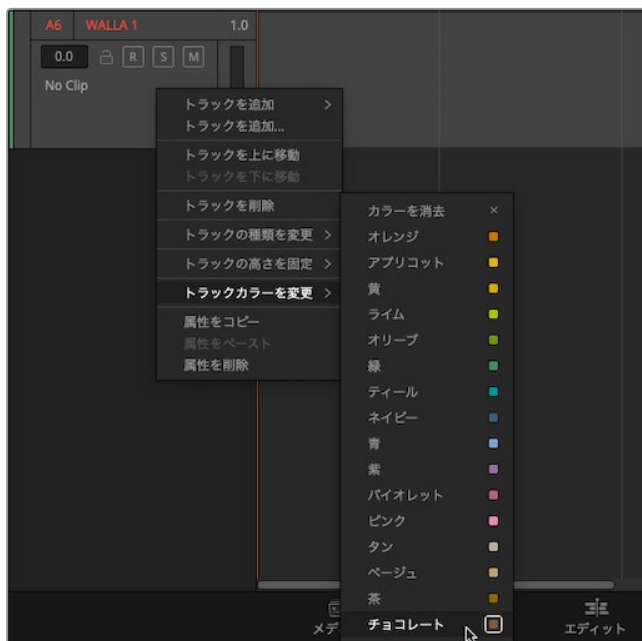 A6 WALLA 1 1.0
0.0 R S M
No Clip
トラックを追加
トラックを追加...
トラックを上に移動
トラックを下に移動
トラックを削除
トラックの種類を変更
トラックの高さを固定
トラックカラーを変更
属性をコピー
属性をペースト
属性を削除
カラーを消去
オレンジ
アプリコット
黄
ライム
オリーブ
緑
ティール
ネイビー
青
紫
バイオレット
ピンク
タン
ベージュ
茶
チョコレート
メデ
エディット